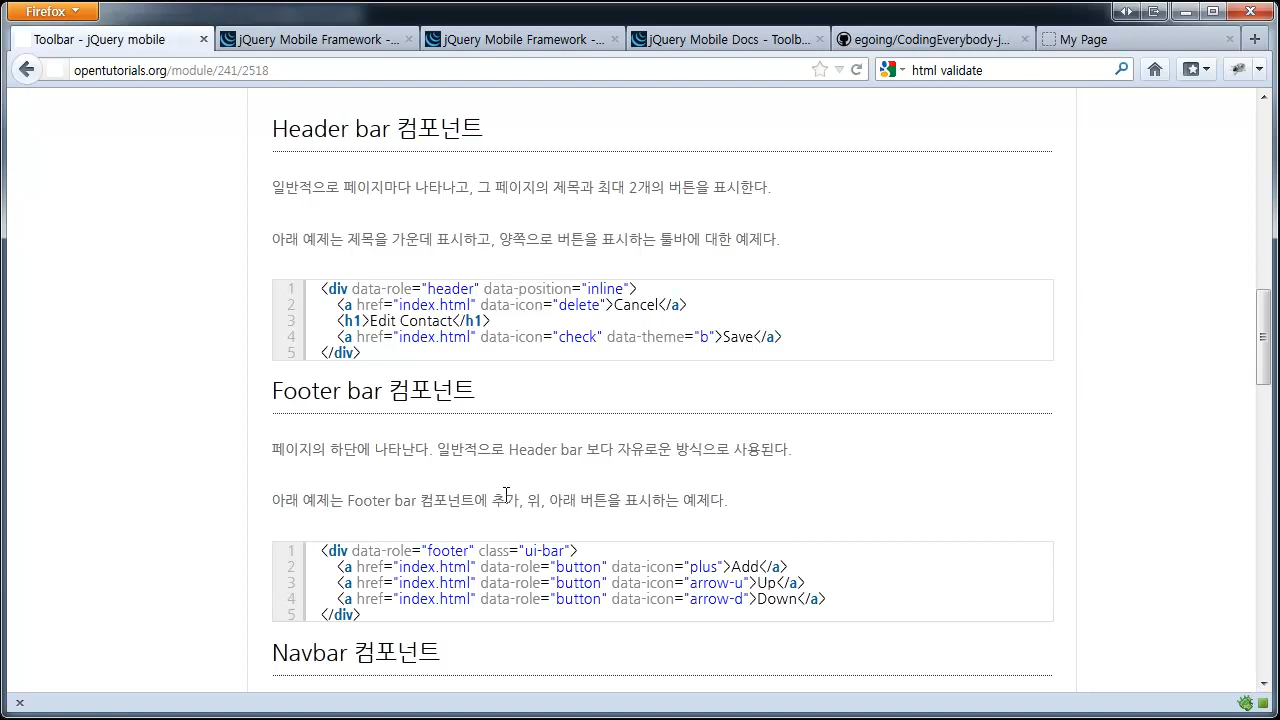 Firefox
Toolbar - jQuery mobile
jQuery Mobile Framework -...
jQuery Mobile Framework -...
jQuery Mobile Docs - Toolb...
egoing/CodingEverybody-j...
My Page
opentutorials.org/module/241/2518
html validate
Header bar 컴포넌트
일반적으로 페이지마다 나타나고, 그 페이지의 제목과 최대 2개의 버튼을 표시한다.
아래 예제는 제목을 가운데 표시하고, 양쪽으로 버튼을 표시하는 툴바에 대한 예제다.
1 <div data-role="header" data-position="inline">
2 <a href="index.html" data-icon="delete">Cancel</a>
3 <h1>Edit Contact</h1>
4 <a href="index.html" data-icon="check" data-theme="b">Save</a>
5 </div>
Footer bar 컴포넌트
페이지의 하단에 나타난다. 일반적으로 Header bar 보다 자유로운 방식으로 사용된다.
아래 예제는 Footer bar 컴포넌트에 추가, 위, 아래 버튼을 표시하는 예제다.
1 <div data-role="footer" class="ui-bar">
2 <a href="index.html" data-role="button" data-icon="plus">Add</a>
3 <a href="index.html" data-role="button" data-icon="arrow-u">Up</a>
4 <a href="index.html" data-role="button" data-icon="arrow-d">Down</a>
5 </div>
Navbar 컴포넌트